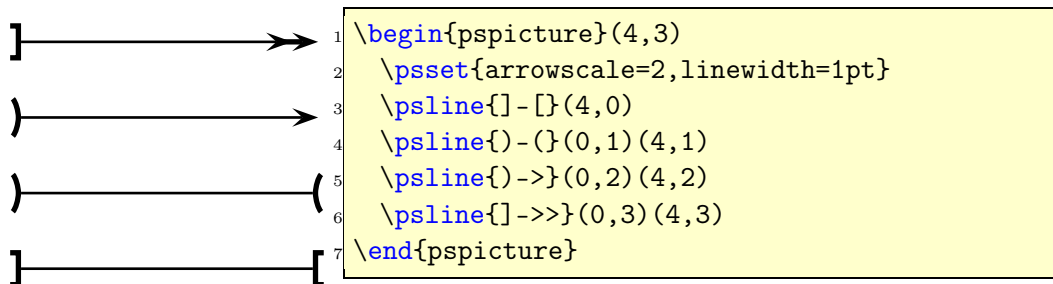 1 \begin{pspicture}(4,3)
2   \psset{arrowscale=2,linewidth=1pt}
3   \psline{]-[}(4,0)
4   \psline{)-(}(0,1)(4,1)
5   \psline{)->}(0,2)(4,2)
6   \psline{]->>}(0,3)(4,3)
7 \end{pspicture}